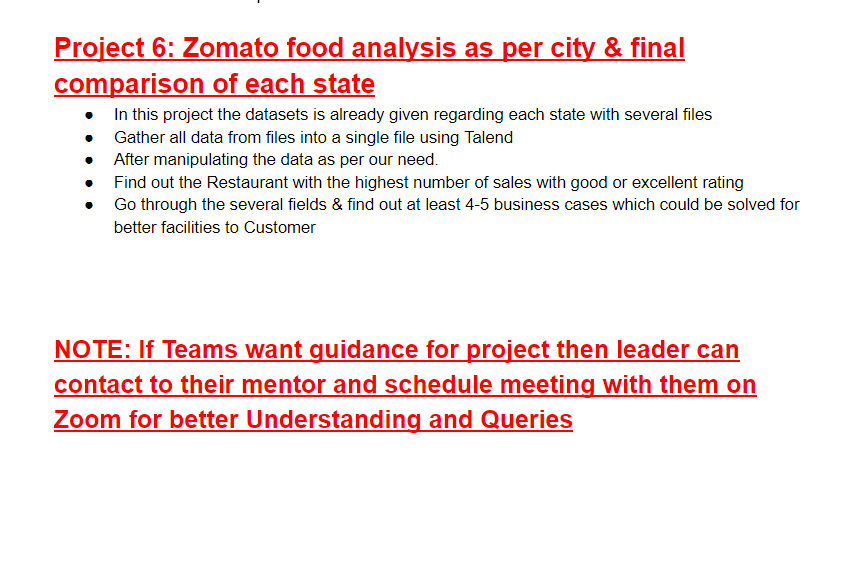 Project 6: Zomato food analysis as per city & final
comparison of each state
● In this project the datasets is already given regarding each state with several files
● Gather all data from files into a single file using Talend
● After manipulating the data as per our need.
● Find out the Restaurant with the highest number of sales with good or excellent rating
● Go through the several fields & find out at least 4-5 business cases which could be solved for
better facilities to Customer
NOTE: If Teams want guidance for project then leader can
contact to their mentor and schedule meeting with them on
Zoom for better Understanding and Queries